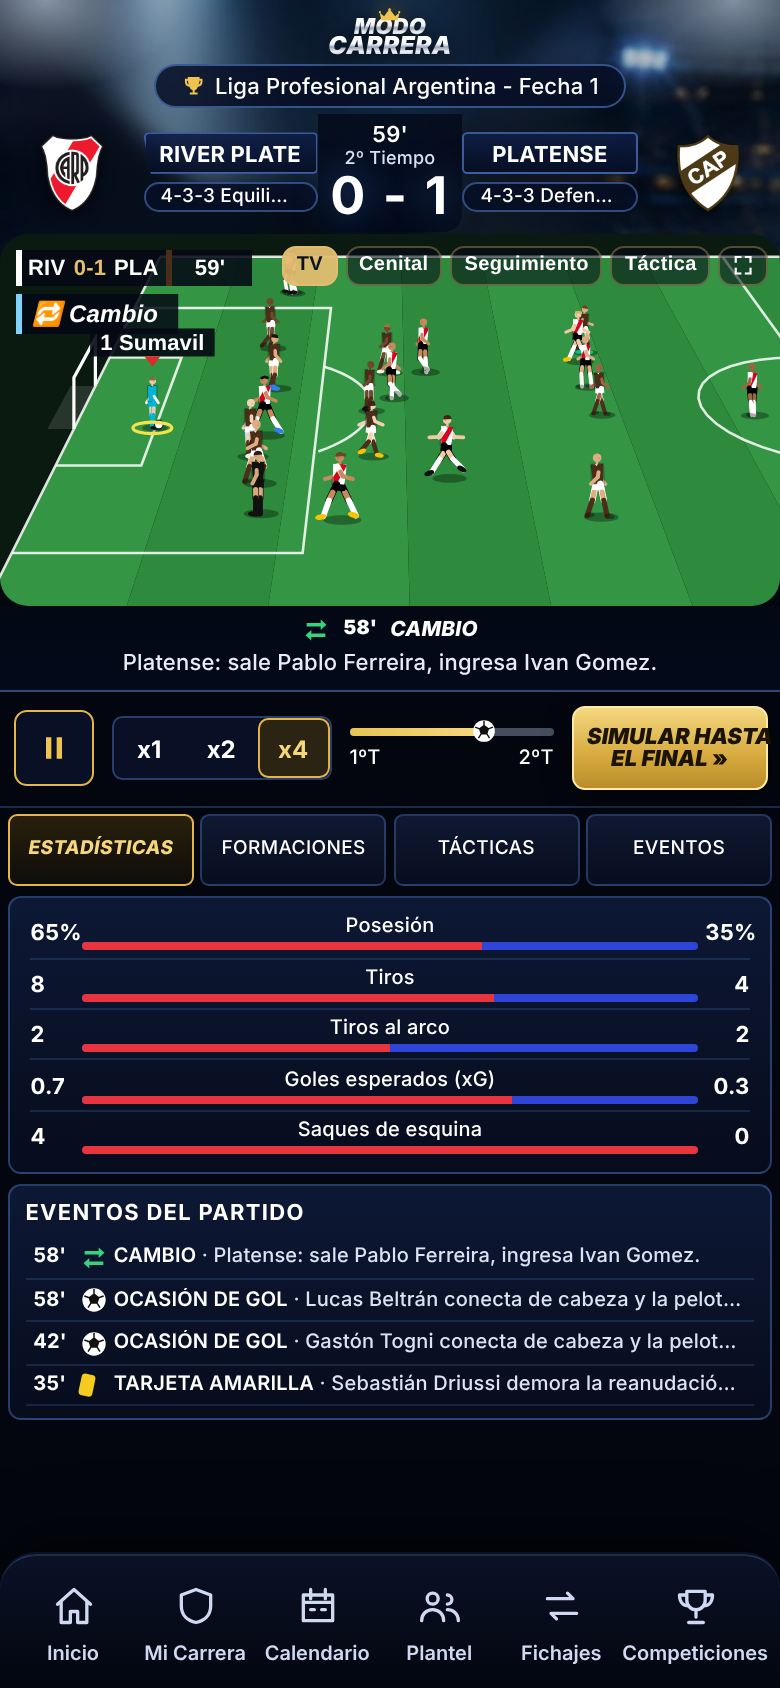 MODO
CARRERA
Liga Profesional Argentina - Fecha 1
CARP
RIVER PLATE
4-3-3 Equili...
59'
2º Tiempo
0 - 1
PLATENSE
4-3-3 Defen...
CAP
RIV 0-1 PLA 59'
TV
Cenital
Seguimiento
Táctica
Cambio
1 Sumavil
58' CAMBIO
Platense: sale Pablo Ferreira, ingresa Ivan Gomez.
x1
x2
x4
1ºT
2ºT
SIMULAR HASTA
EL FINAL »
ESTADÍSTICAS
FORMACIONES
TÁCTICAS
EVENTOS
65% Posesión 35%
8 Tiros 4
2 Tiros al arco 2
0.7 Goles esperados (xG) 0.3
4 Saques de esquina 0
EVENTOS DEL PARTIDO
58' CAMBIO · Platense: sale Pablo Ferreira, ingresa Ivan Gomez.
58' OCASIÓN DE GOL · Lucas Beltrán conecta de cabeza y la pelot...
42' OCASIÓN DE GOL · Gastón Togni conecta de cabeza y la pelot...
35' TARJETA AMARILLA · Sebastián Driussi demora la reanudació...
Inicio
Mi Carrera
Calendario
Plantel
Fichajes
Competiciones